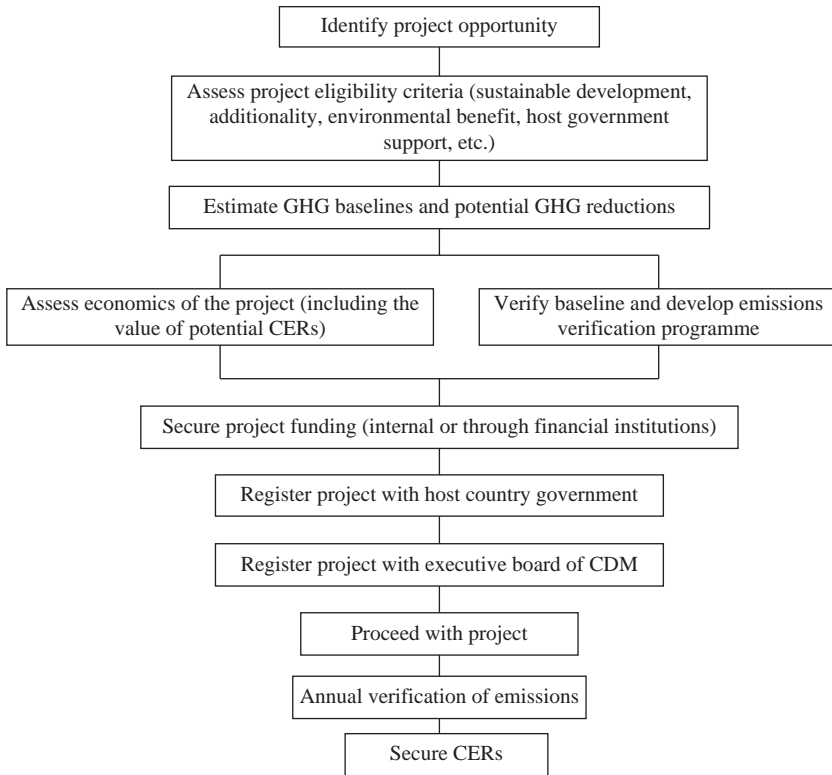 Identify project opportunity
Assess project eligibility criteria (sustainable development,
additionality, environmental benefit, host government
support, etc.)
Estimate GHG baselines and potential GHG reductions
Assess economics of the project (including the
value of potential CERs)
Verify baseline and develop emissions
verification programme
Secure project funding (internal or through financial institutions)
Register project with host country government
Register project with executive board of CDM
Proceed with project
Annual verification of emissions
Secure CERs